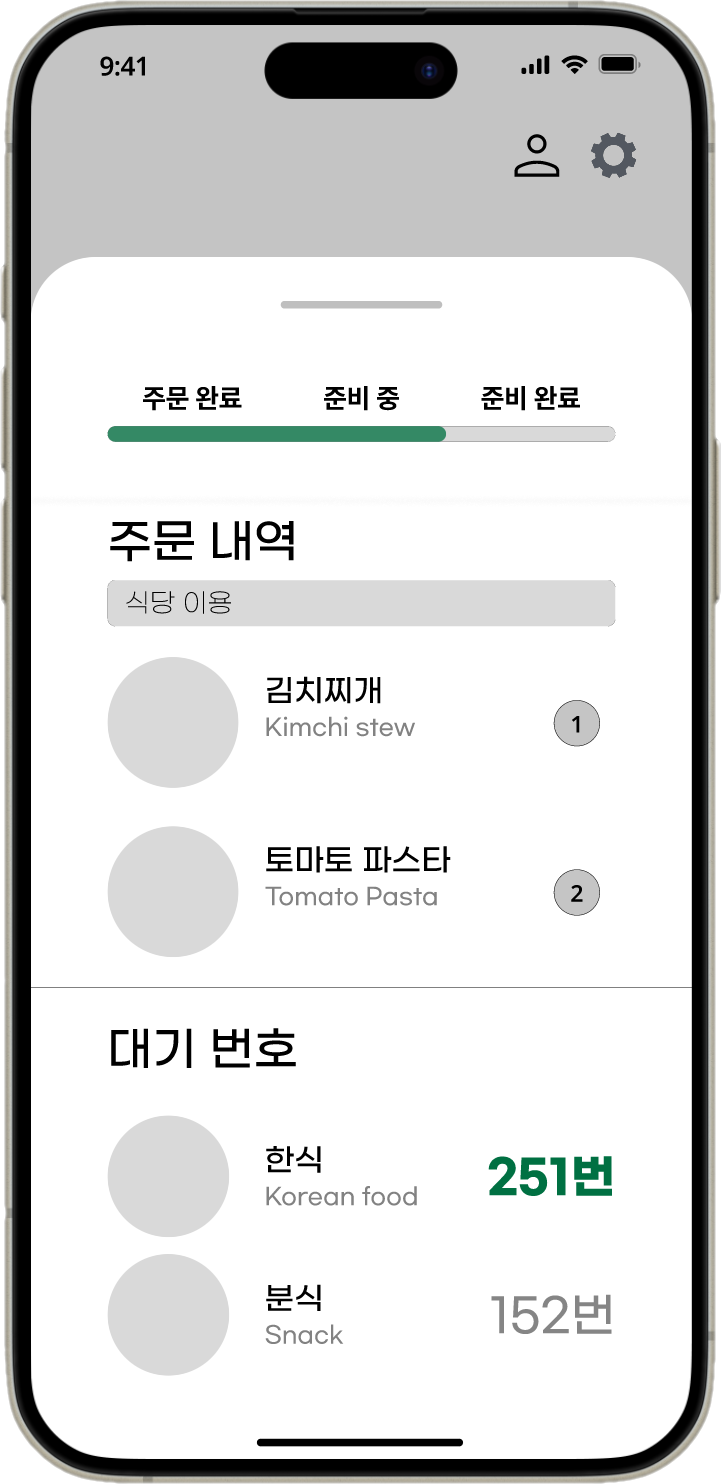 9:41
주문 완료 준비 중 준비 완료
주문 내역
식당 이용
김치찌개
Kimchi stew
1
토마토 파스타
Tomato Pasta
2
대기 번호
한식
Korean food
251번
분식
Snack
152번